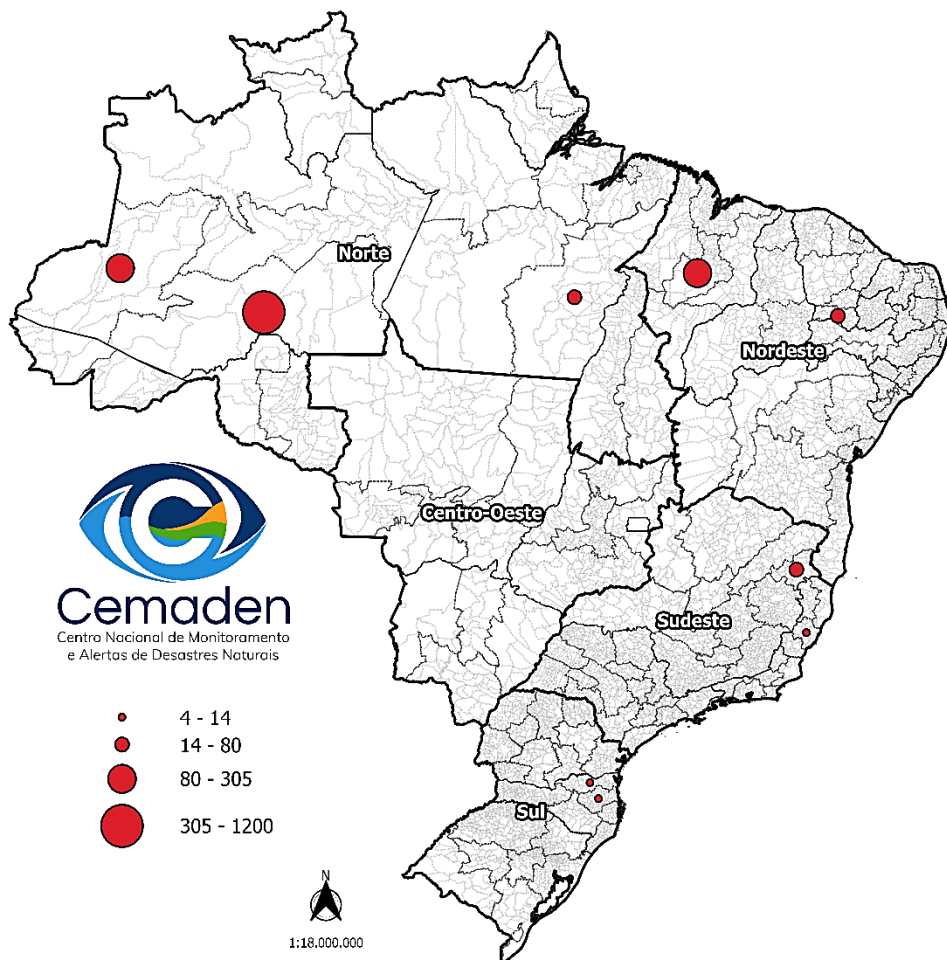 Norte
Nordeste
Centro-Oeste
Sudeste
Sul
Cemaden
Centro Nacional de Monitoramento
e Alertas de Desastres Naturais
4 - 14
14 - 80
80 - 305
305 - 1200
N
1:18.000.000